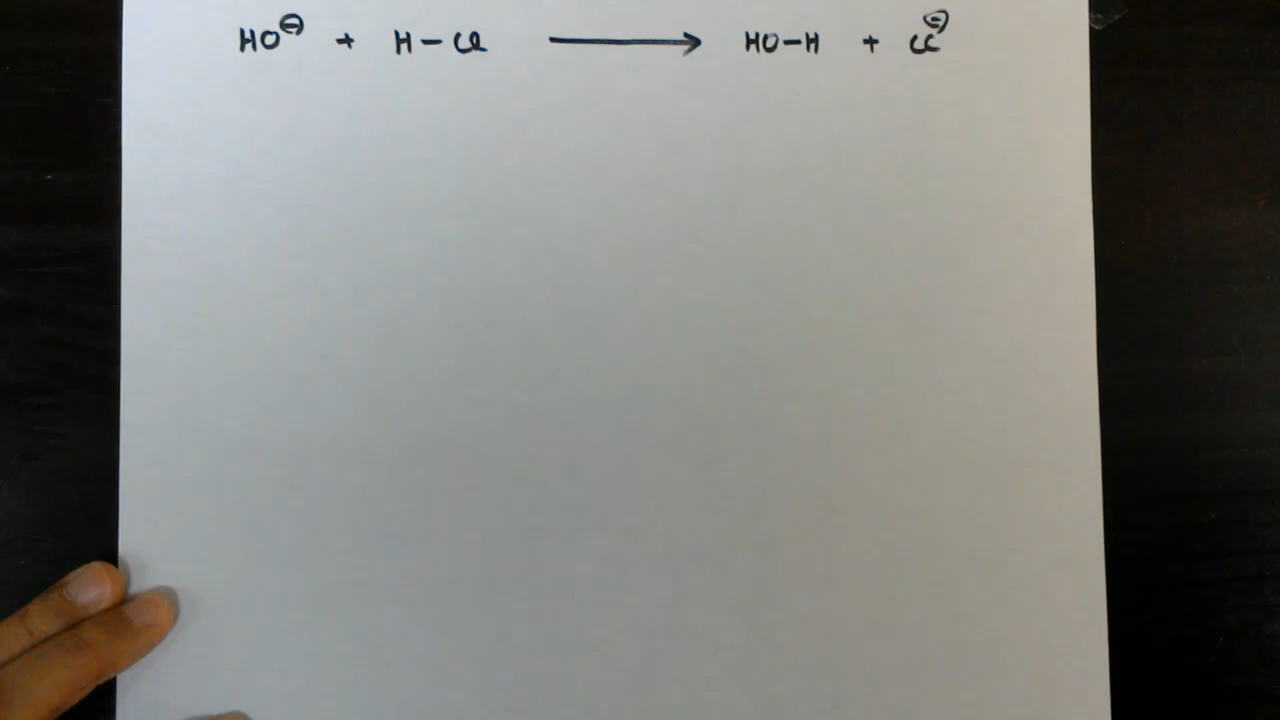 HO⊖ + H–Cl ⟶ HO–H + Cl⊖